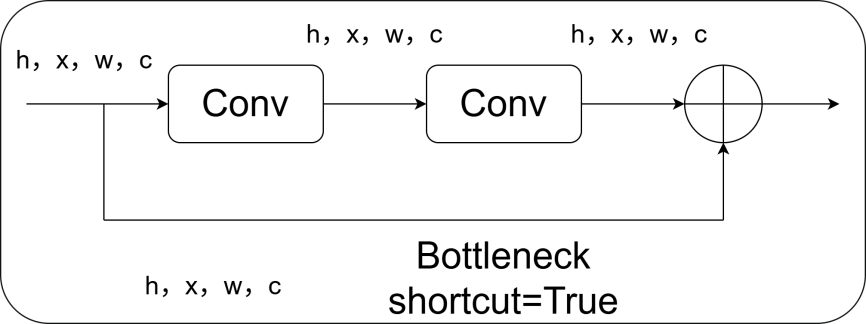 h, x, w, c
h, x, w, c
h, x, w, c
Conv
Conv
Bottleneck
shortcut=True
h, x, w, c